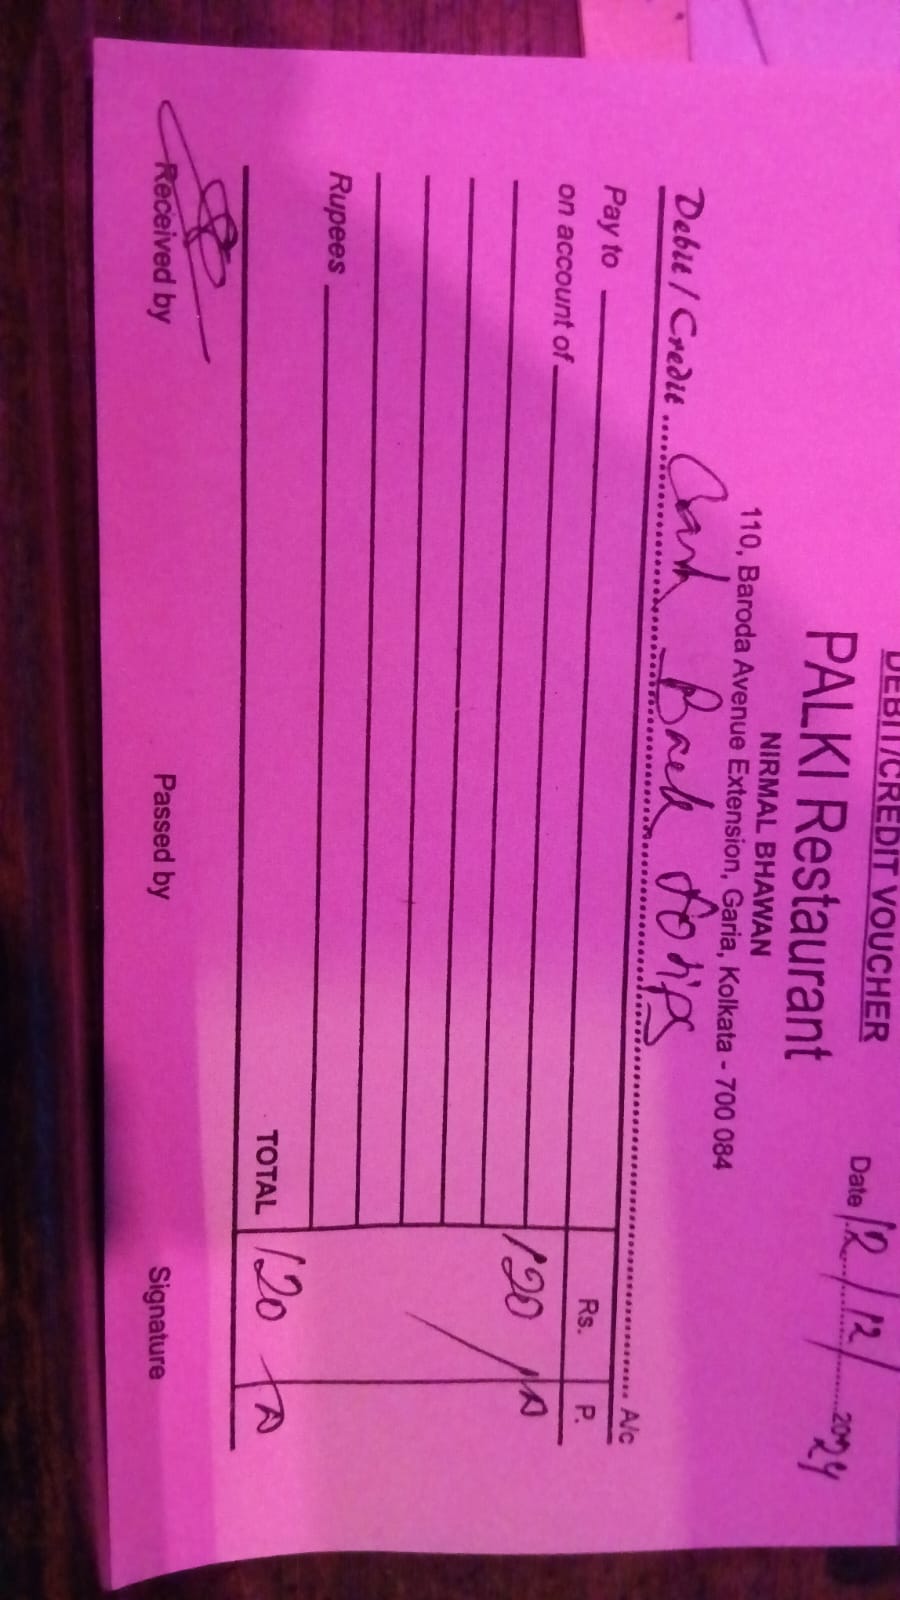 DEBIT/CREDIT VOUCHER
PALKI Restaurant
NIRMAL BHAWAN
110, Baroda Avenue Extension, Garia, Kolkata - 700 084
Date 12/12/2024
Debit / Credit Cash Back to tips A/c
Pay to
Rs. P.
on account of
120/
Rupees
TOTAL 120
Received by Passed by Signature